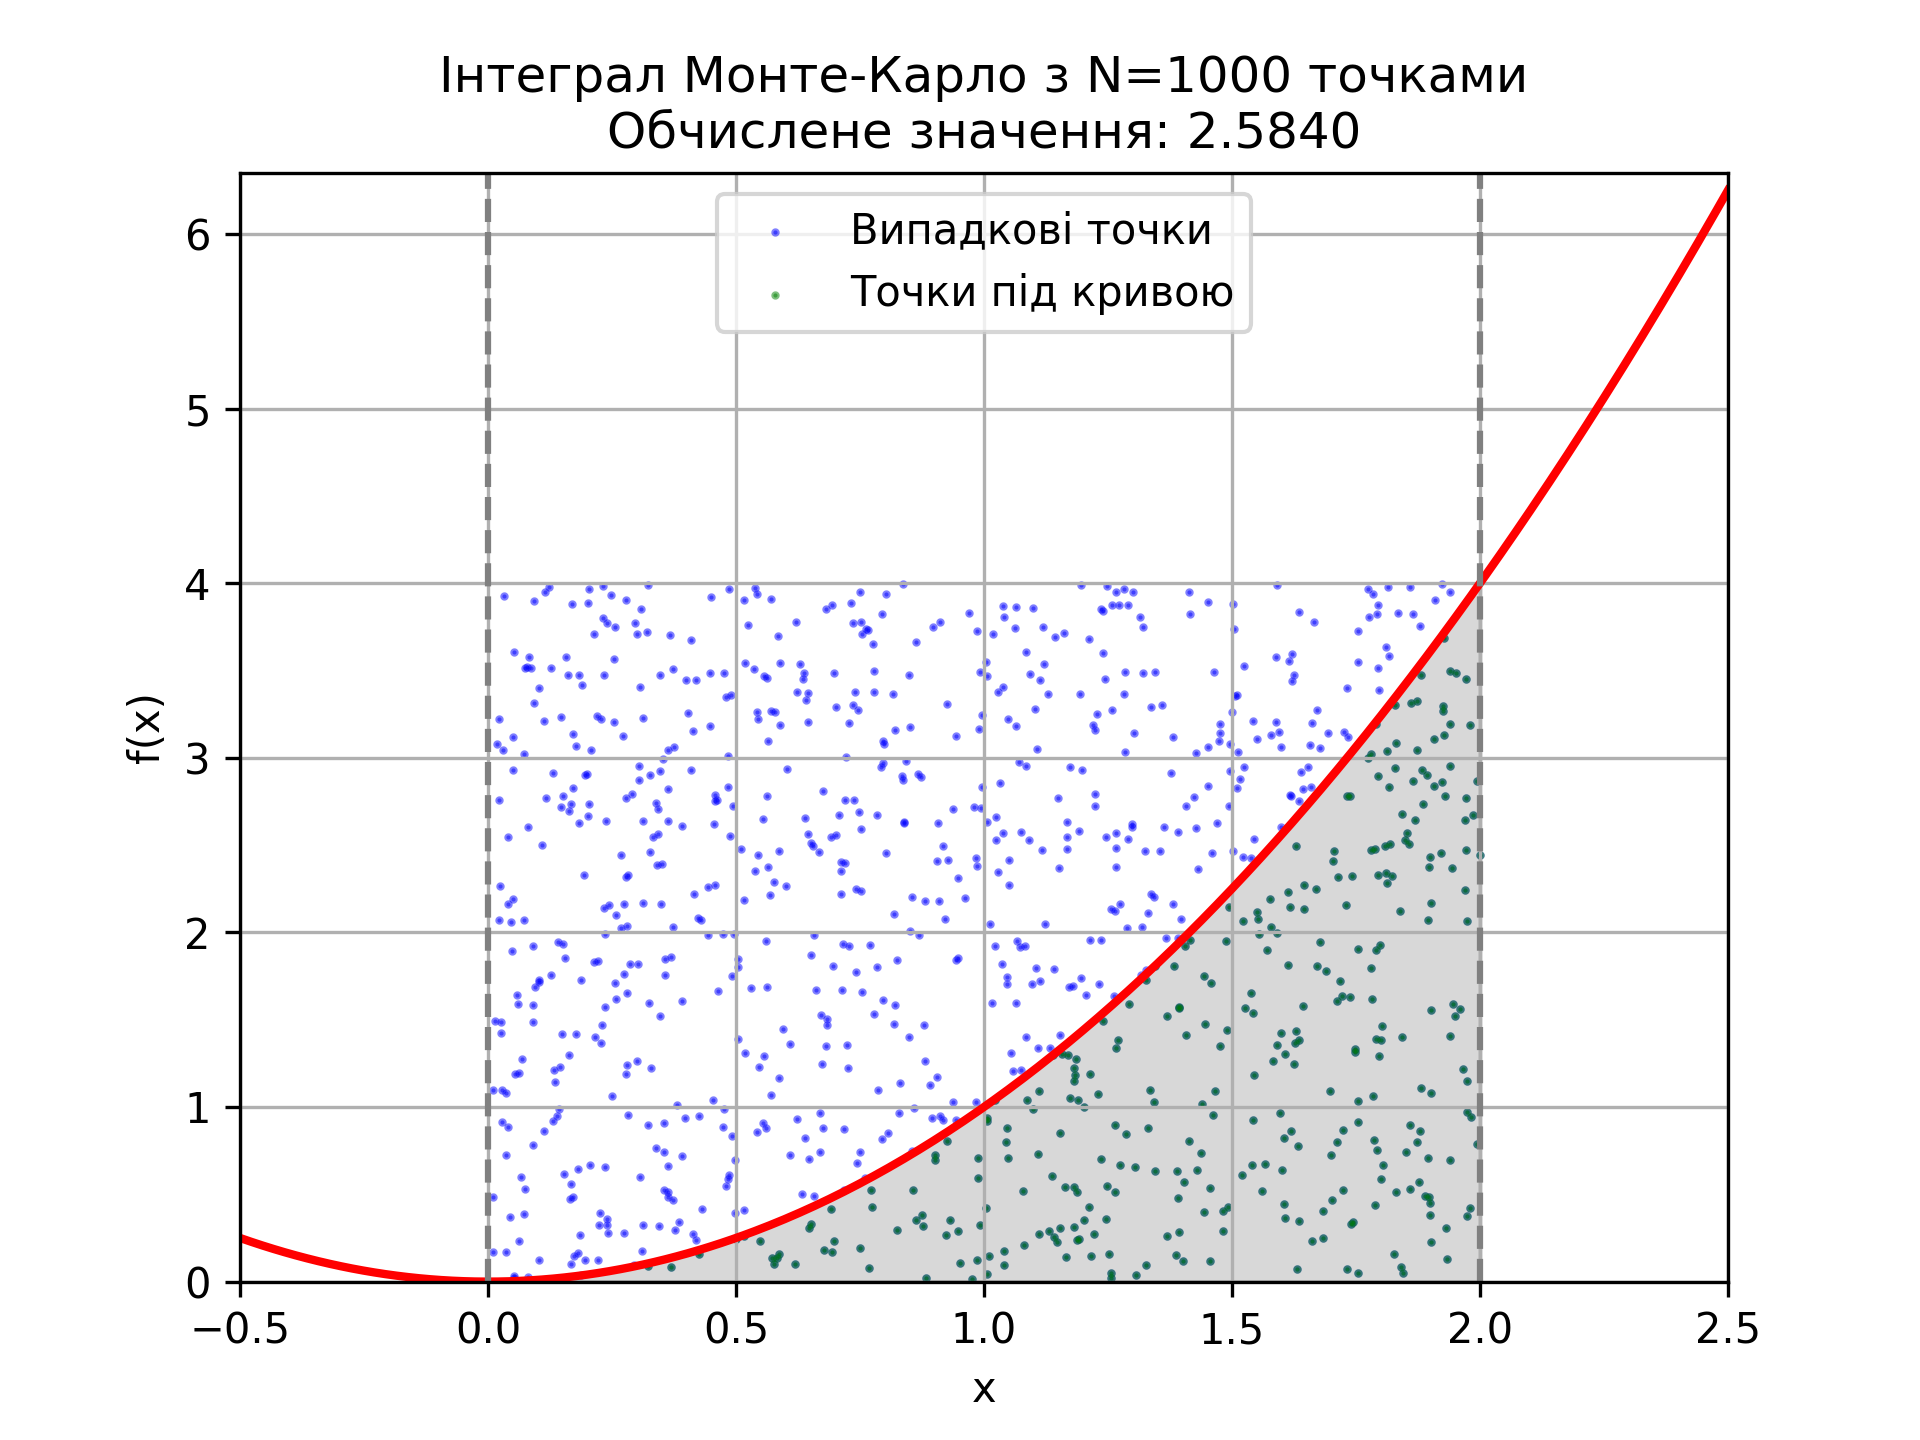 Інтеграл Монте-Карло з N=1000 точками
Обчислене значення: 2.5840
Випадкові точки
Точки під кривою
6
5
4
3
2
1
0
f(x)
−0.5 0.0 0.5 1.0 1.5 2.0 2.5
x